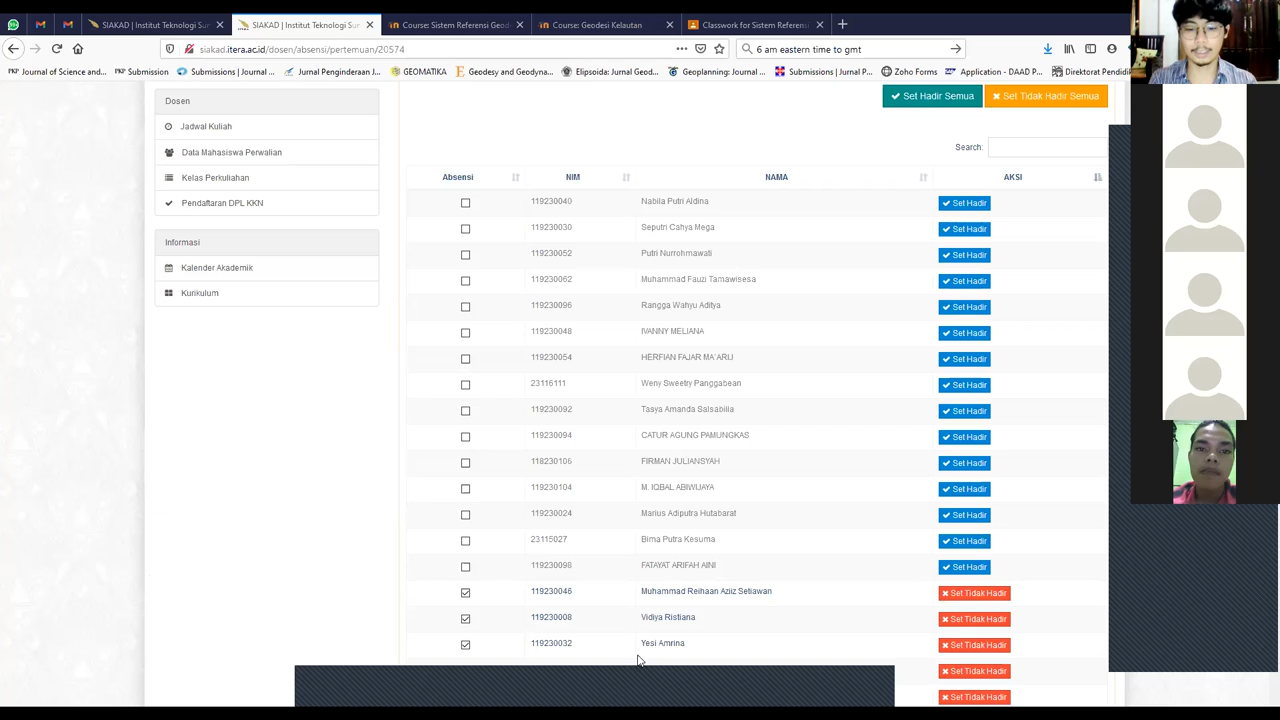 SIAKAD | Institut Teknologi Sur
SIAKAD | Institut Teknologi Sur
Course: Sistem Referensi Geod
Course: Geodesi Kelautan
Classwork for Sistem Referens
siakad.itera.ac.id/dosen/absensi/pertemuan/20574
6 am eastern time to gmt
PKP Journal of Science and...
PKP Submission
Submissions | Journal ...
Jurnal Penginderaan J...
GEOMATIKA
Geodesy and Geodyna...
Elipsoida: Jurnal Geod...
Geoplanning: Journal ...
Submissions | Jurnal P...
Zoho Forms
Application - DAAD P...
Direktorat Pendidik
Dosen
Jadwal Kuliah
Data Mahasiswa Perwalian
Kelas Perkuliahan
Pendaftaran DPL KKN
Informasi
Kalender Akademik
Kurikulum
Set Hadir Semua
Set Tidak Hadir Semua
Search:
Absensi NIM NAMA AKSI
119230040 Nabila Putri Aldina Set Hadir
119230030 Seputri Cahya Mega Set Hadir
119230052 Putri Nurrohmawati Set Hadir
119230062 Muhammad Fauzi Tamawisesa Set Hadir
119230096 Rangga Wahyu Aditya Set Hadir
119230048 IVANNY MELIANA Set Hadir
119230054 HERFIAN FAJAR MA'ARIJ Set Hadir
23116111 Weny Sweetry Panggabean Set Hadir
119230092 Tasya Amanda Salsabiila Set Hadir
119230094 CATUR AGUNG PAMUNGKAS Set Hadir
118230106 FIRMAN JULIANSYAH Set Hadir
119230104 M. IQBAL ABIWIJAYA Set Hadir
119230024 Marius Adiputra Hutabarat Set Hadir
23115027 Bima Putra Kesuma Set Hadir
119230098 FATAYAT ARIFAH AINI Set Hadir
119230046 Muhammad Reihaan Aziiz Setiawan Set Tidak Hadir
119230008 Vidiya Ristiana Set Tidak Hadir
119230032 Yesi Amrina Set Tidak Hadir
Set Tidak Hadir
Set Tidak Hadir